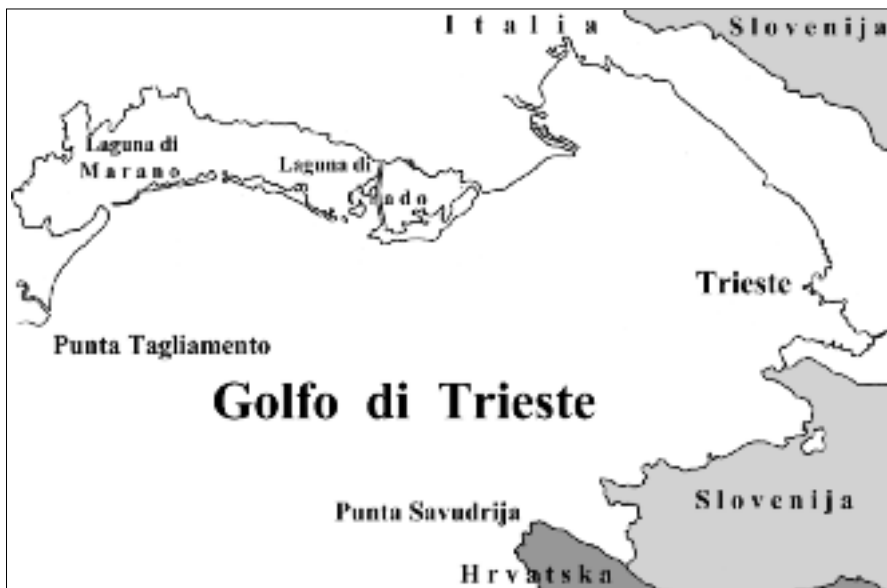 Italia
Slovenija
Laguna di
Marano
Laguna di
Grado
Trieste
Punta Tagliamento
Golfo di Trieste
Slovenija
Punta Savudrija
Hrvatska